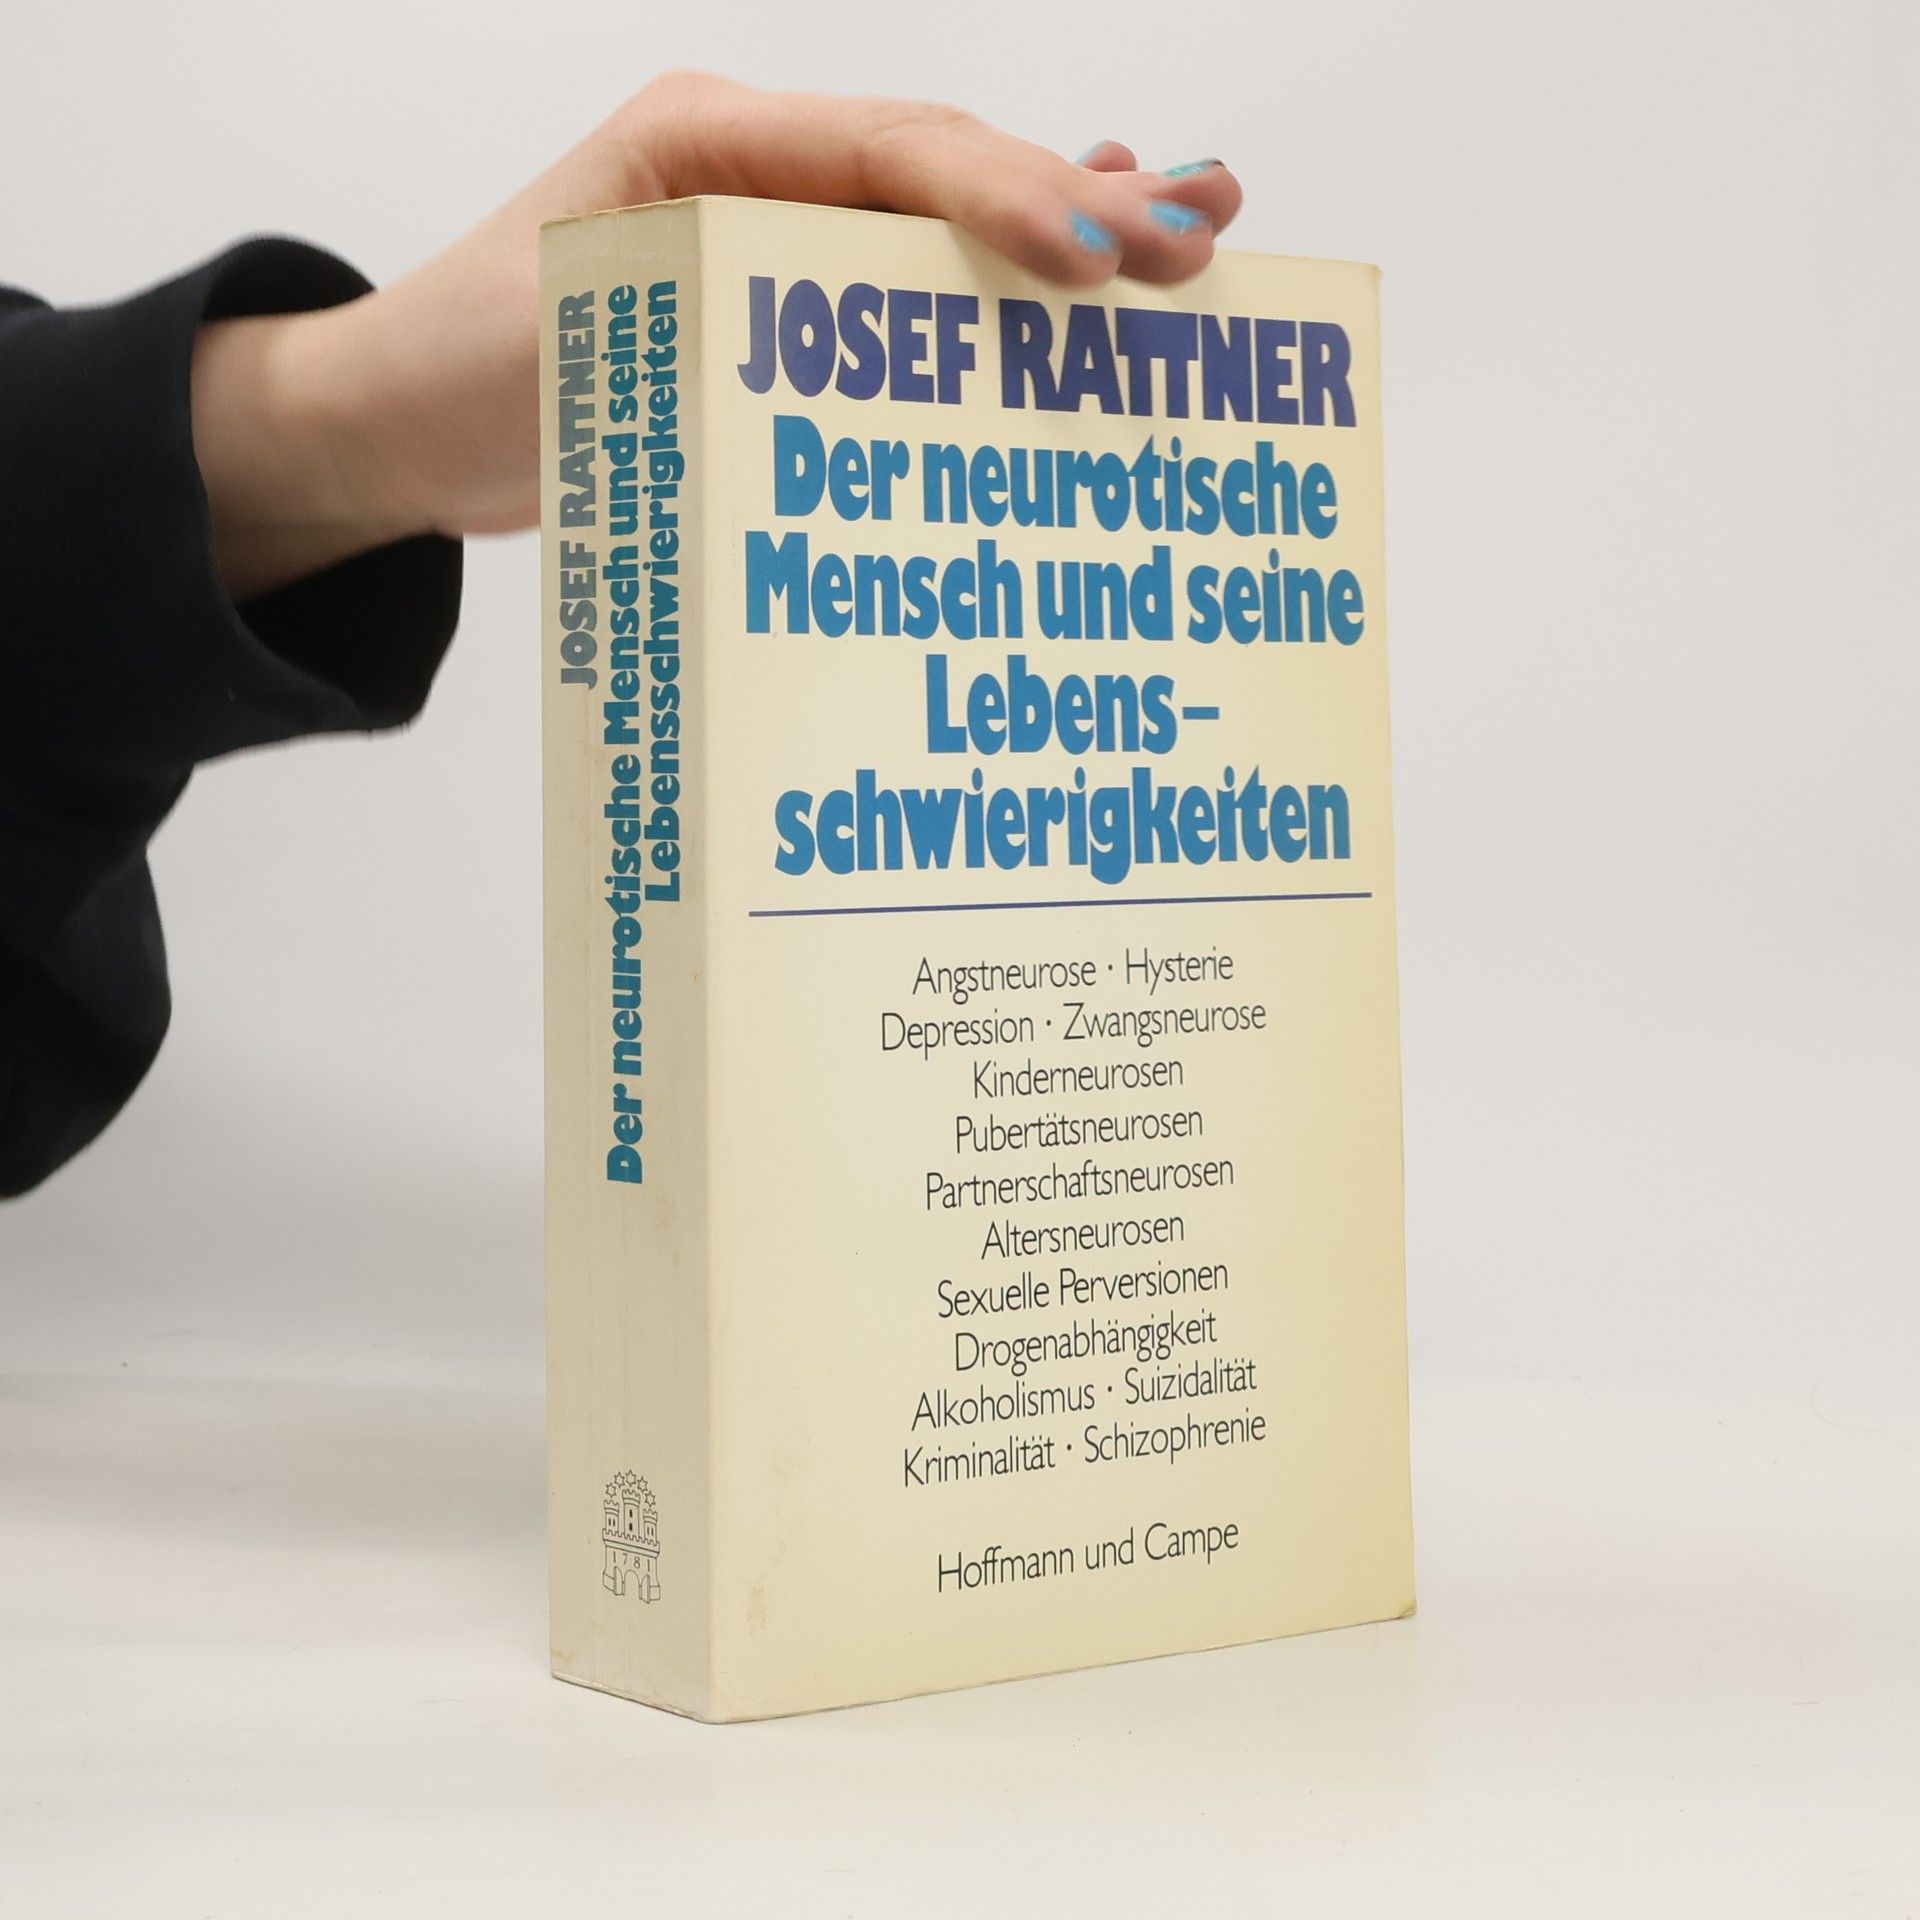 JOSEF RATTNER
Der neurotische Mensch und seine
Lebensschwierigkeiten
1781
JOSEF RATTNER
Der neurotische
Mensch und seine
Lebens-
schwierigkeiten
Angstneurose · Hysterie
Depression · Zwangsneurose
Kinderneurosen
Pubertätsneurosen
Partnerschaftsneurosen
Altersneurosen
Sexuelle Perversionen
Drogenabhängigkeit
Alkoholismus · Suizidalität
Kriminalität · Schizophrenie
Hoffmann und Campe